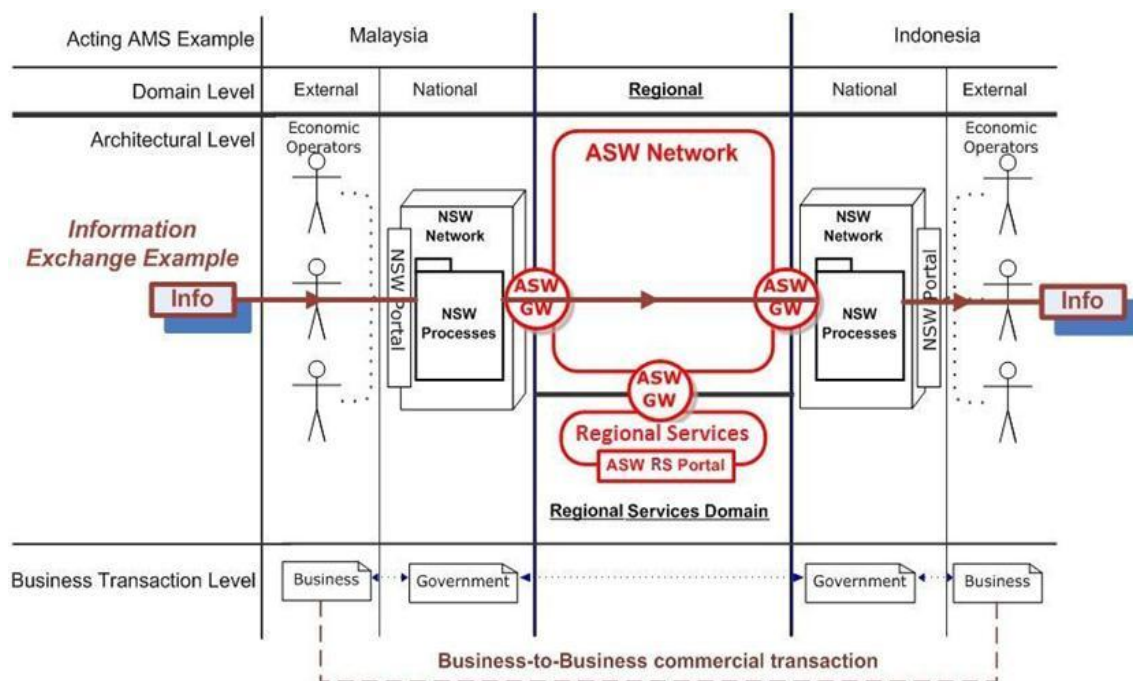 Acting AMS Example
Malaysia
Indonesia
Domain Level
External
National
Regional
National
External
Architectural Level
Economic
Operators
ASW Network
Economic
Operators
Information
Exchange Example
Info
NSW Portal
NSW
Network
NSW
Processes
ASW
GW
ASW
GW
NSW
Network
NSW
Processes
NSW Portal
Info
ASW
GW
Regional Services
ASW RS Portal
Regional Services Domain
Business Transaction Level
Business
Government
Government
Business
Business-to-Business commercial transaction